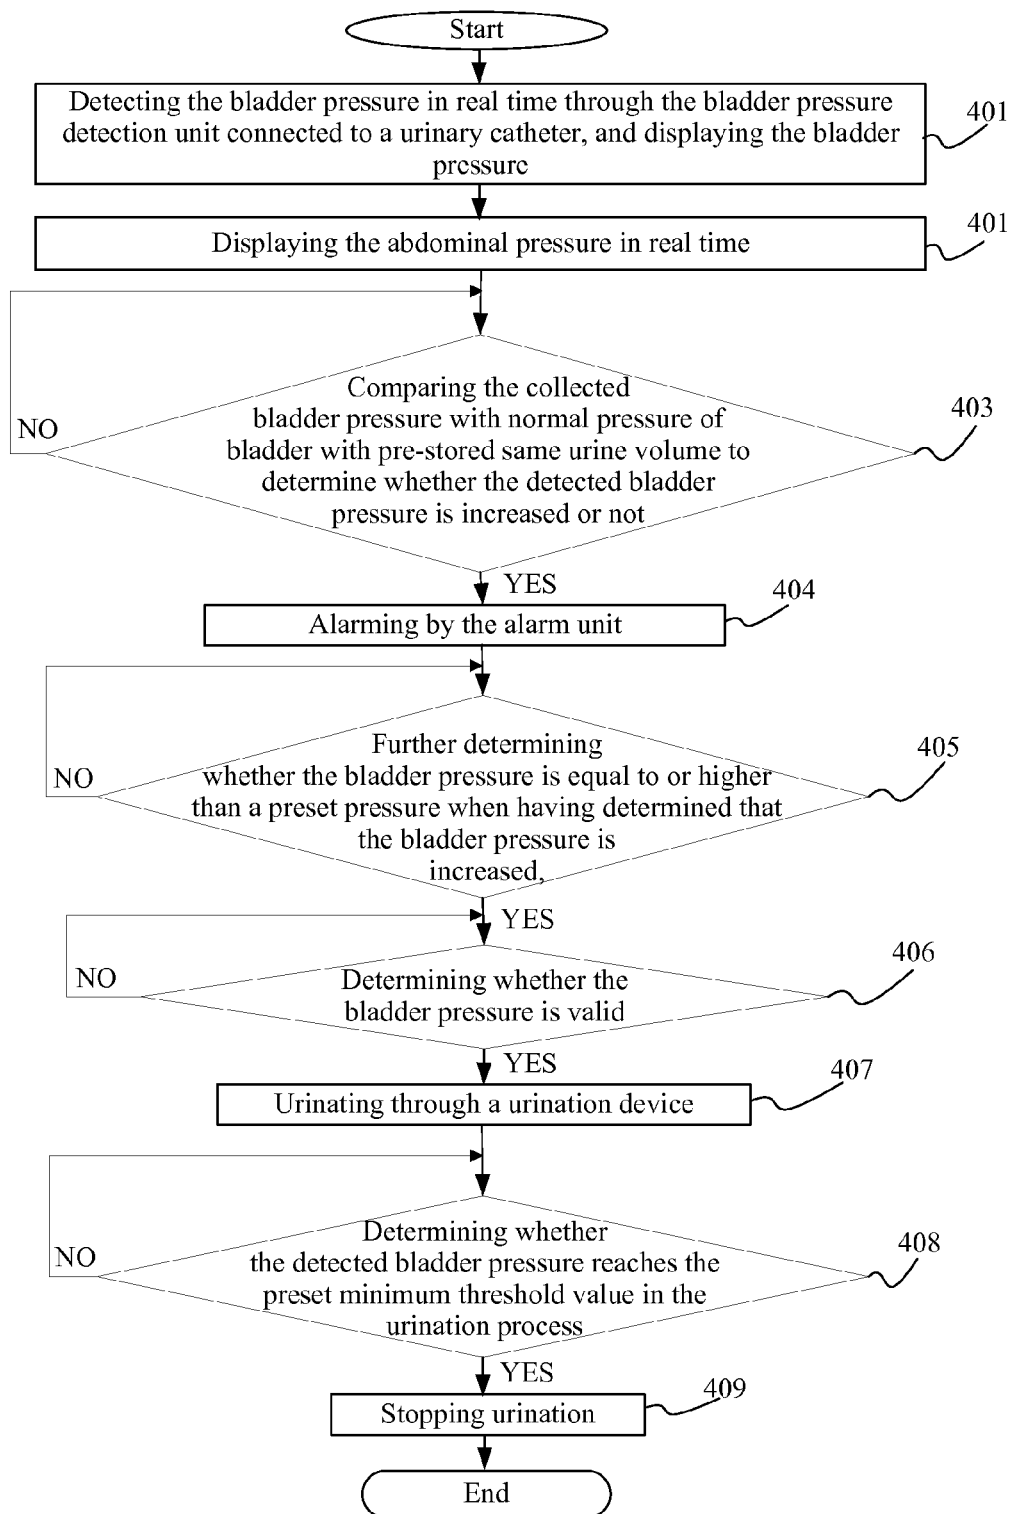 Start
Detecting the bladder pressure in real time through the bladder pressure
detection unit connected to a urinary catheter, and displaying the bladder
pressure
401
Displaying the abdominal pressure in real time
401
Comparing the collected
bladder pressure with normal pressure of
bladder with pre-stored same urine volume to
determine whether the detected bladder
pressure is increased or not
NO
403
YES
Alarming by the alarm unit
404
Further determining
whether the bladder pressure is equal to or higher
than a preset pressure when having determined that
the bladder pressure is
increased,
NO
405
YES
Determining whether the
bladder pressure is valid
NO
406
YES
Urinating through a urination device
407
Determining whether
the detected bladder pressure reaches the
preset minimum threshold value in the
urination process
NO
408
YES
Stopping urination
409
End